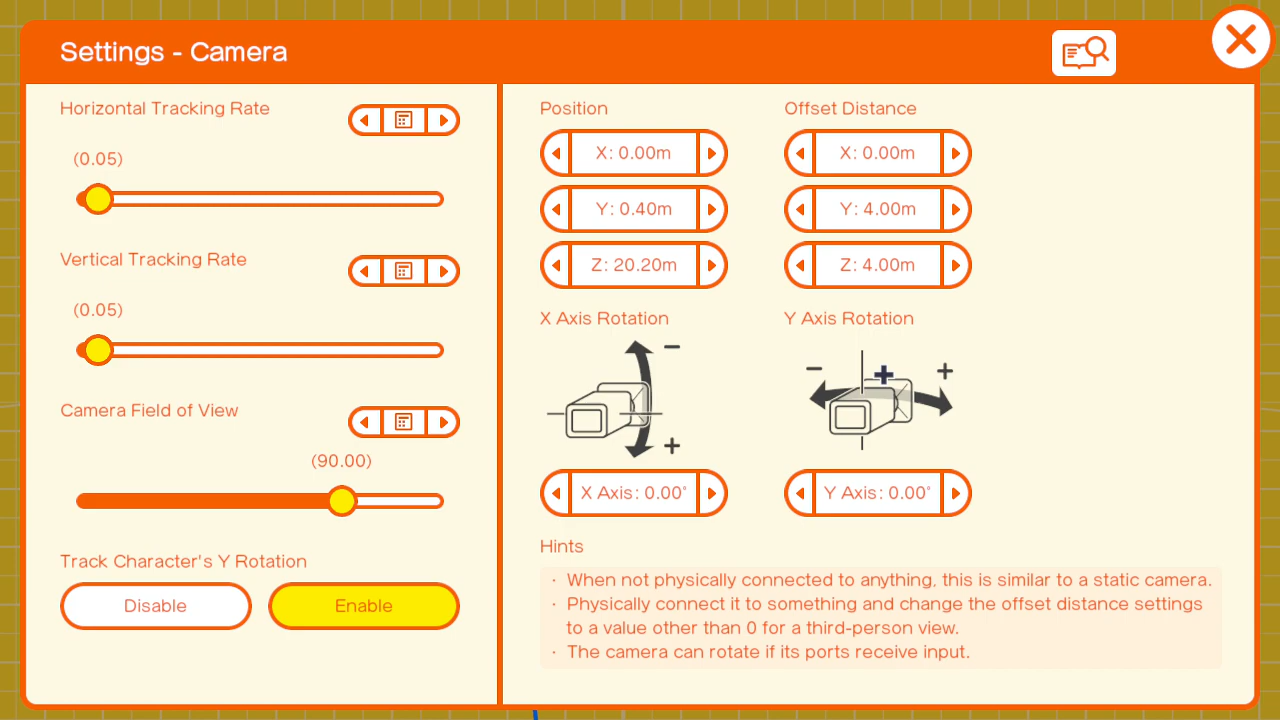 Settings - Camera
Horizontal Tracking Rate
(0.05)
Vertical Tracking Rate
(0.05)
Camera Field of View
(90.00)
Track Character's Y Rotation
Disable
Enable
Position
X: 0.00m
Y: 0.40m
Z: 20.20m
Offset Distance
X: 0.00m
Y: 4.00m
Z: 4.00m
X Axis Rotation
−
+
X Axis: 0.00°
Y Axis Rotation
−
+
Y Axis: 0.00°
Hints
· When not physically connected to anything, this is similar to a static camera.
· Physically connect it to something and change the offset distance settings
to a value other than 0 for a third-person view.
· The camera can rotate if its ports receive input.